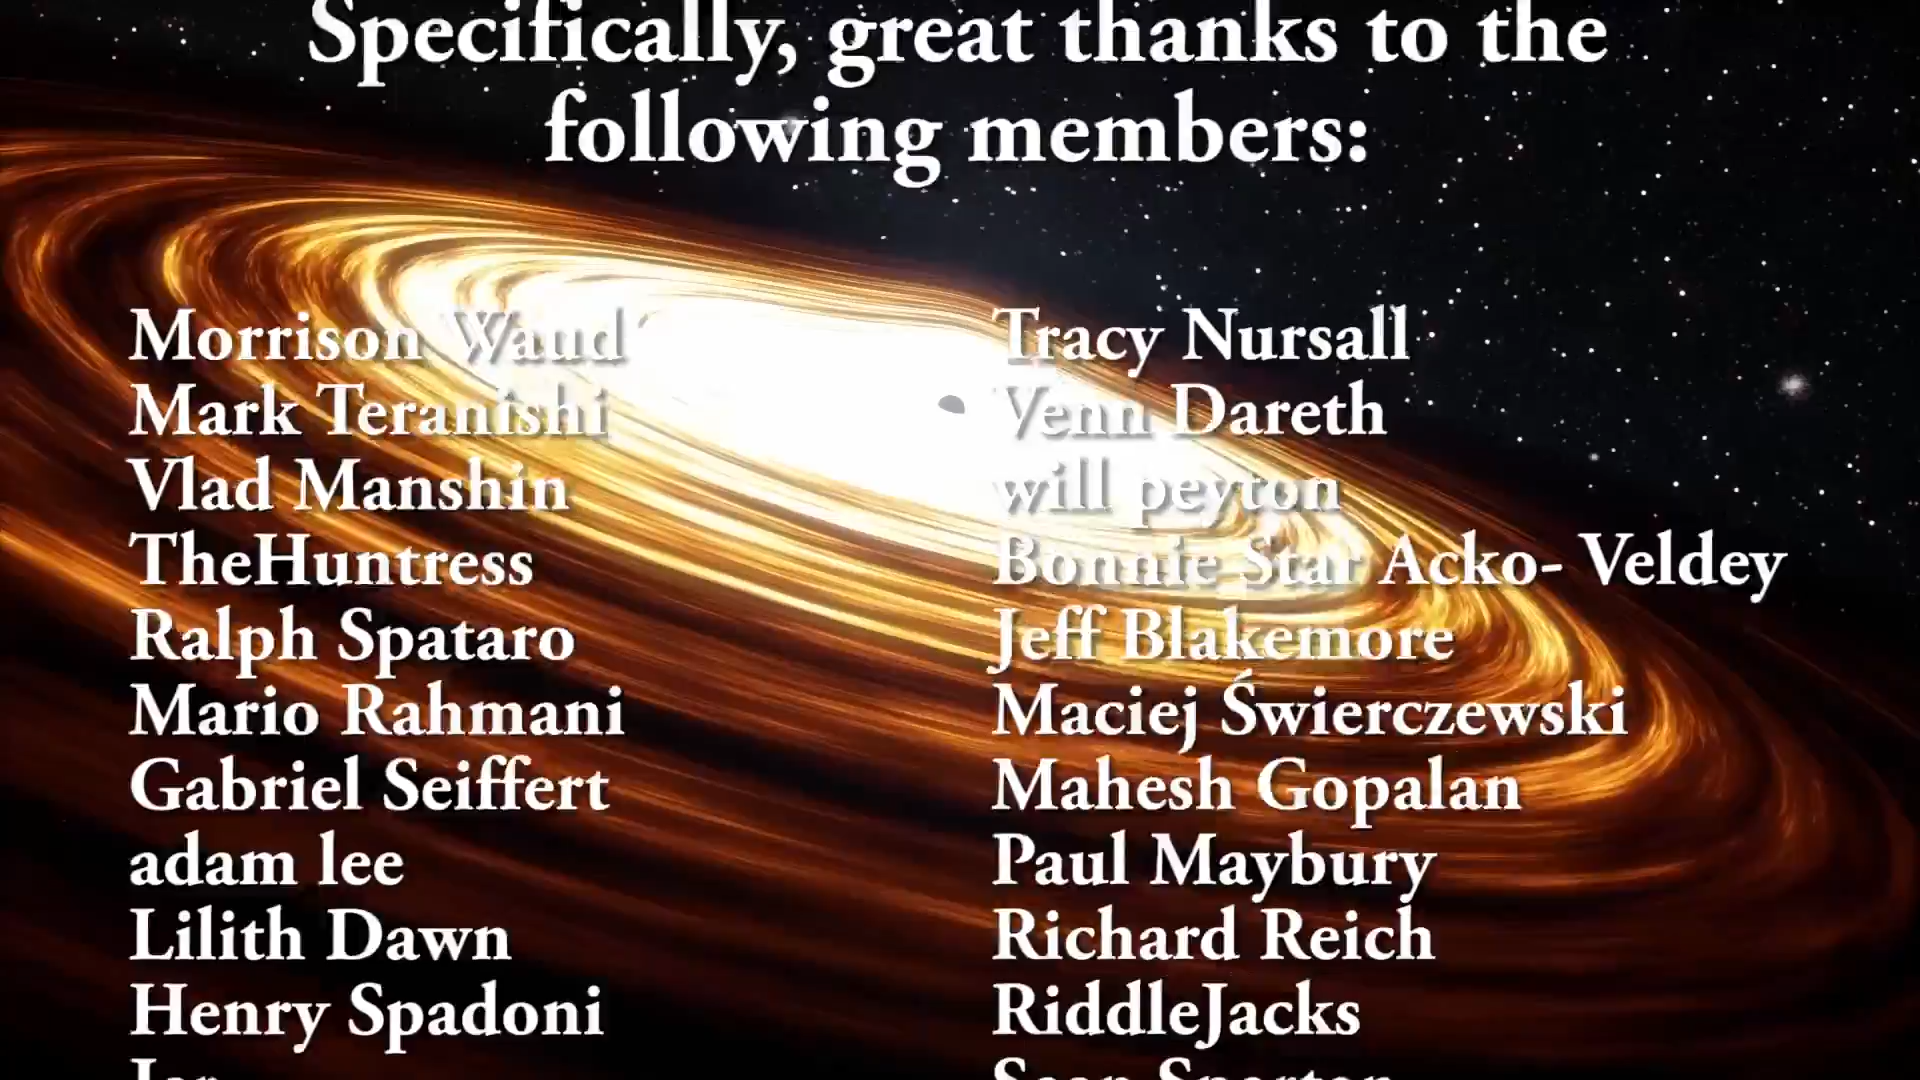 Specifically, great thanks to the
following members:
Morrison Waud
Mark Teranishi
Vlad Manshin
TheHuntress
Ralph Spataro
Mario Rahmani
Gabriel Seiffert
adam lee
Lilith Dawn
Henry Spadoni
Tracy Nursall
Venn Dareth
will peyton
Bonnie Star Acko- Veldey
Jeff Blakemore
Maciej Świerczewski
Mahesh Gopalan
Paul Maybury
Richard Reich
RiddleJacks